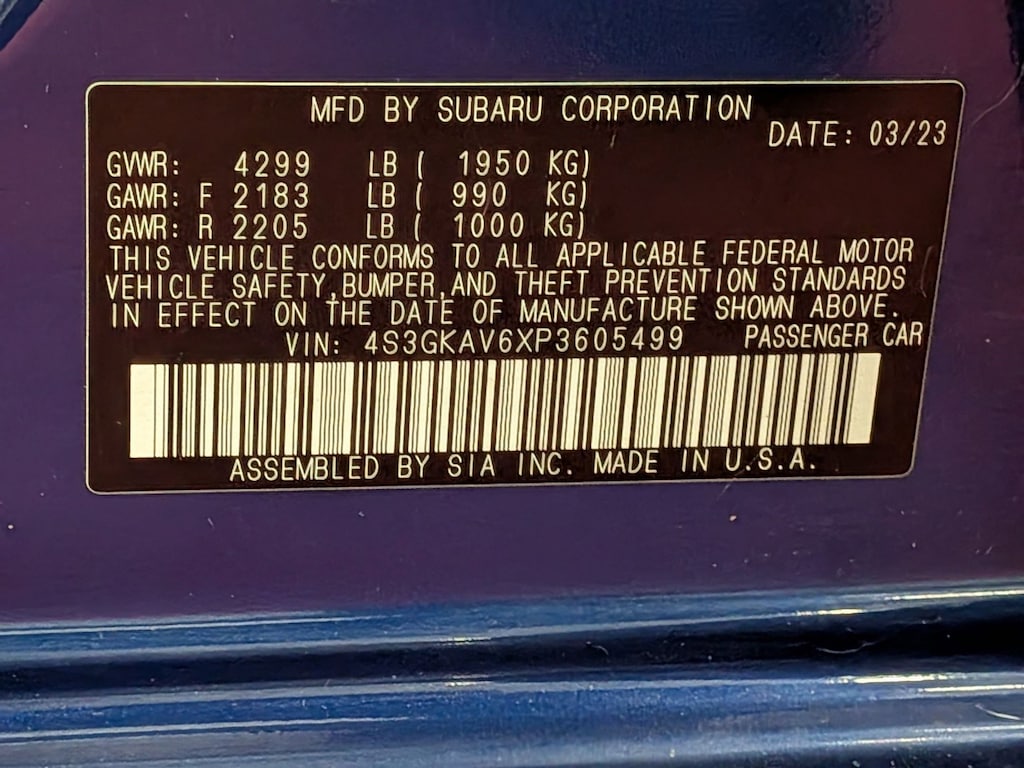 MFD BY SUBARU CORPORATION
DATE: 03/23
GVWR: 4299 LB ( 1950 KG)
GAWR: F 2183 LB ( 990 KG)
GAWR: R 2205 LB ( 1000 KG)
THIS VEHICLE CONFORMS TO ALL APPLICABLE FEDERAL MOTOR
VEHICLE SAFETY,BUMPER,AND THEFT PREVENTION STANDARDS
IN EFFECT ON THE DATE OF MANUFACTURE SHOWN ABOVE.
VIN: 4S3GKAV6XP3605499 PASSENGER CAR
ASSEMBLED BY SIA INC. MADE IN U.S.A.